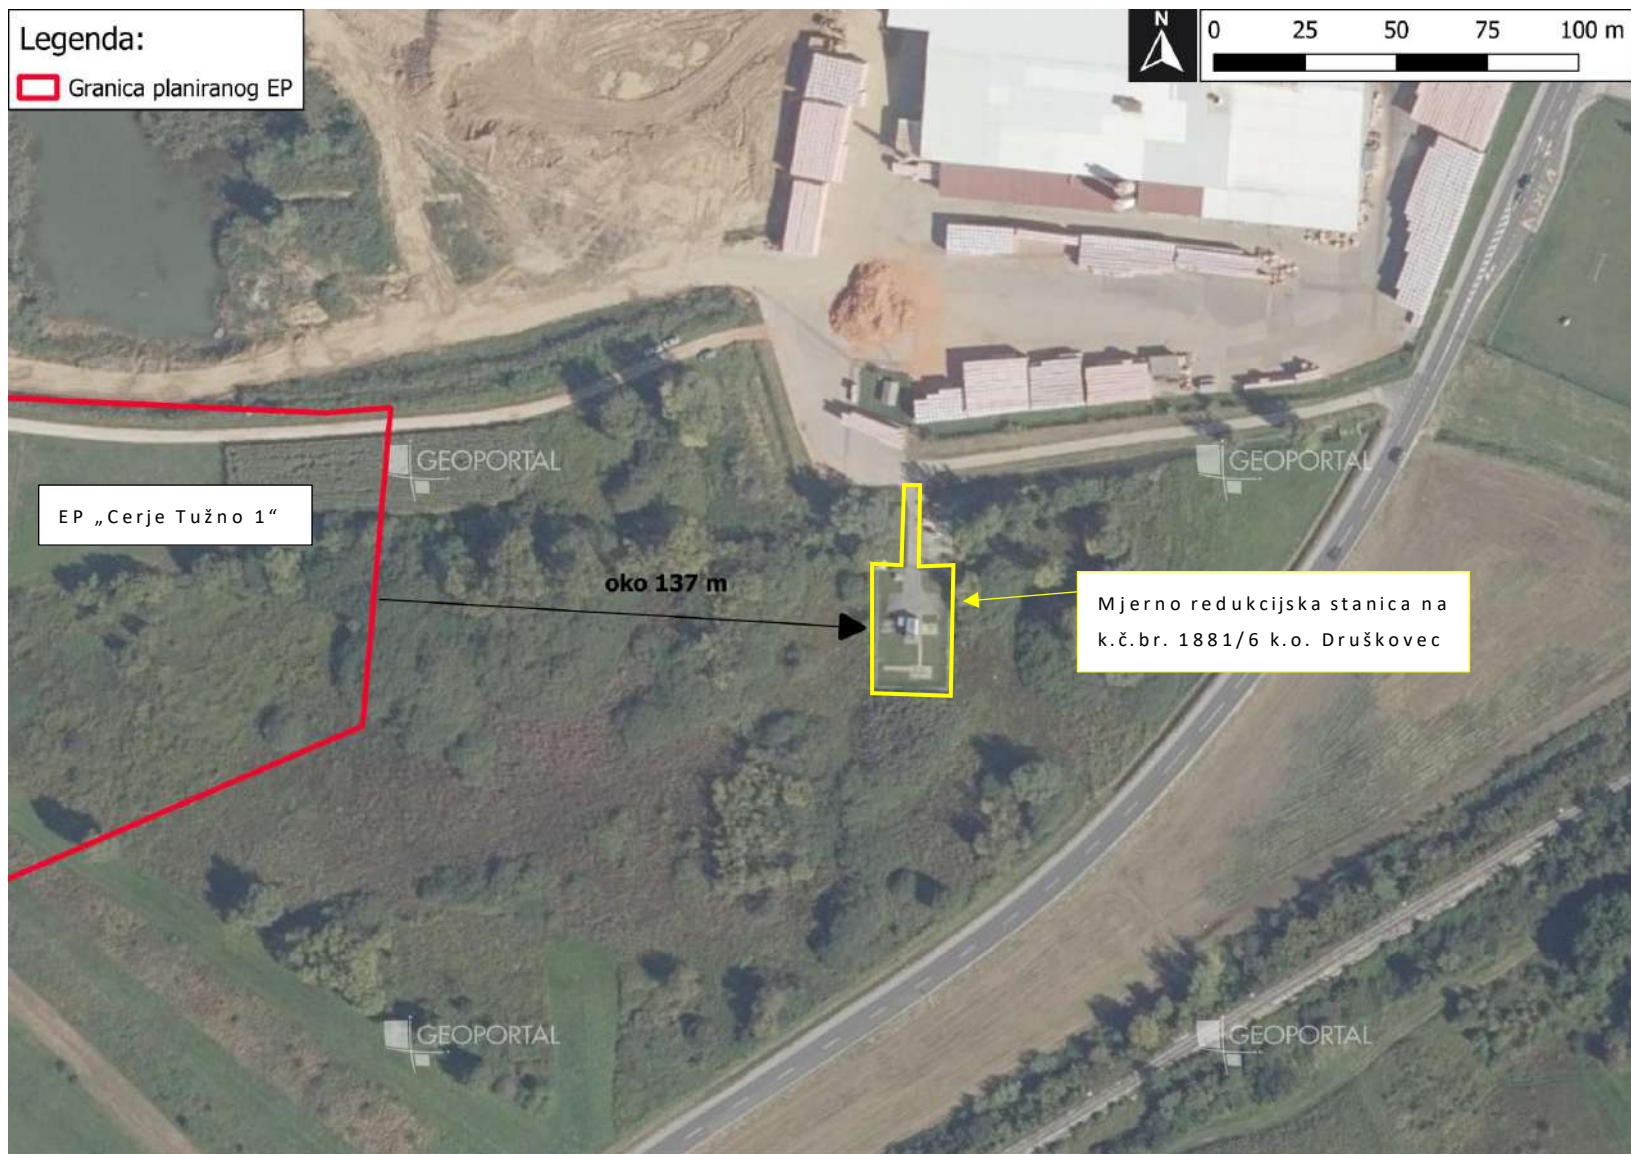 Legenda:
Granica planiranog EP
N
0 25 50 75 100 m
GEOPORTAL
GEOPORTAL
EP „Cerje Tužno 1“
oko 137 m
Mjerno redukcijska stanica na
k.č.br. 1881/6 k.o. Druškovec
GEOPORTAL
GEOPORTAL